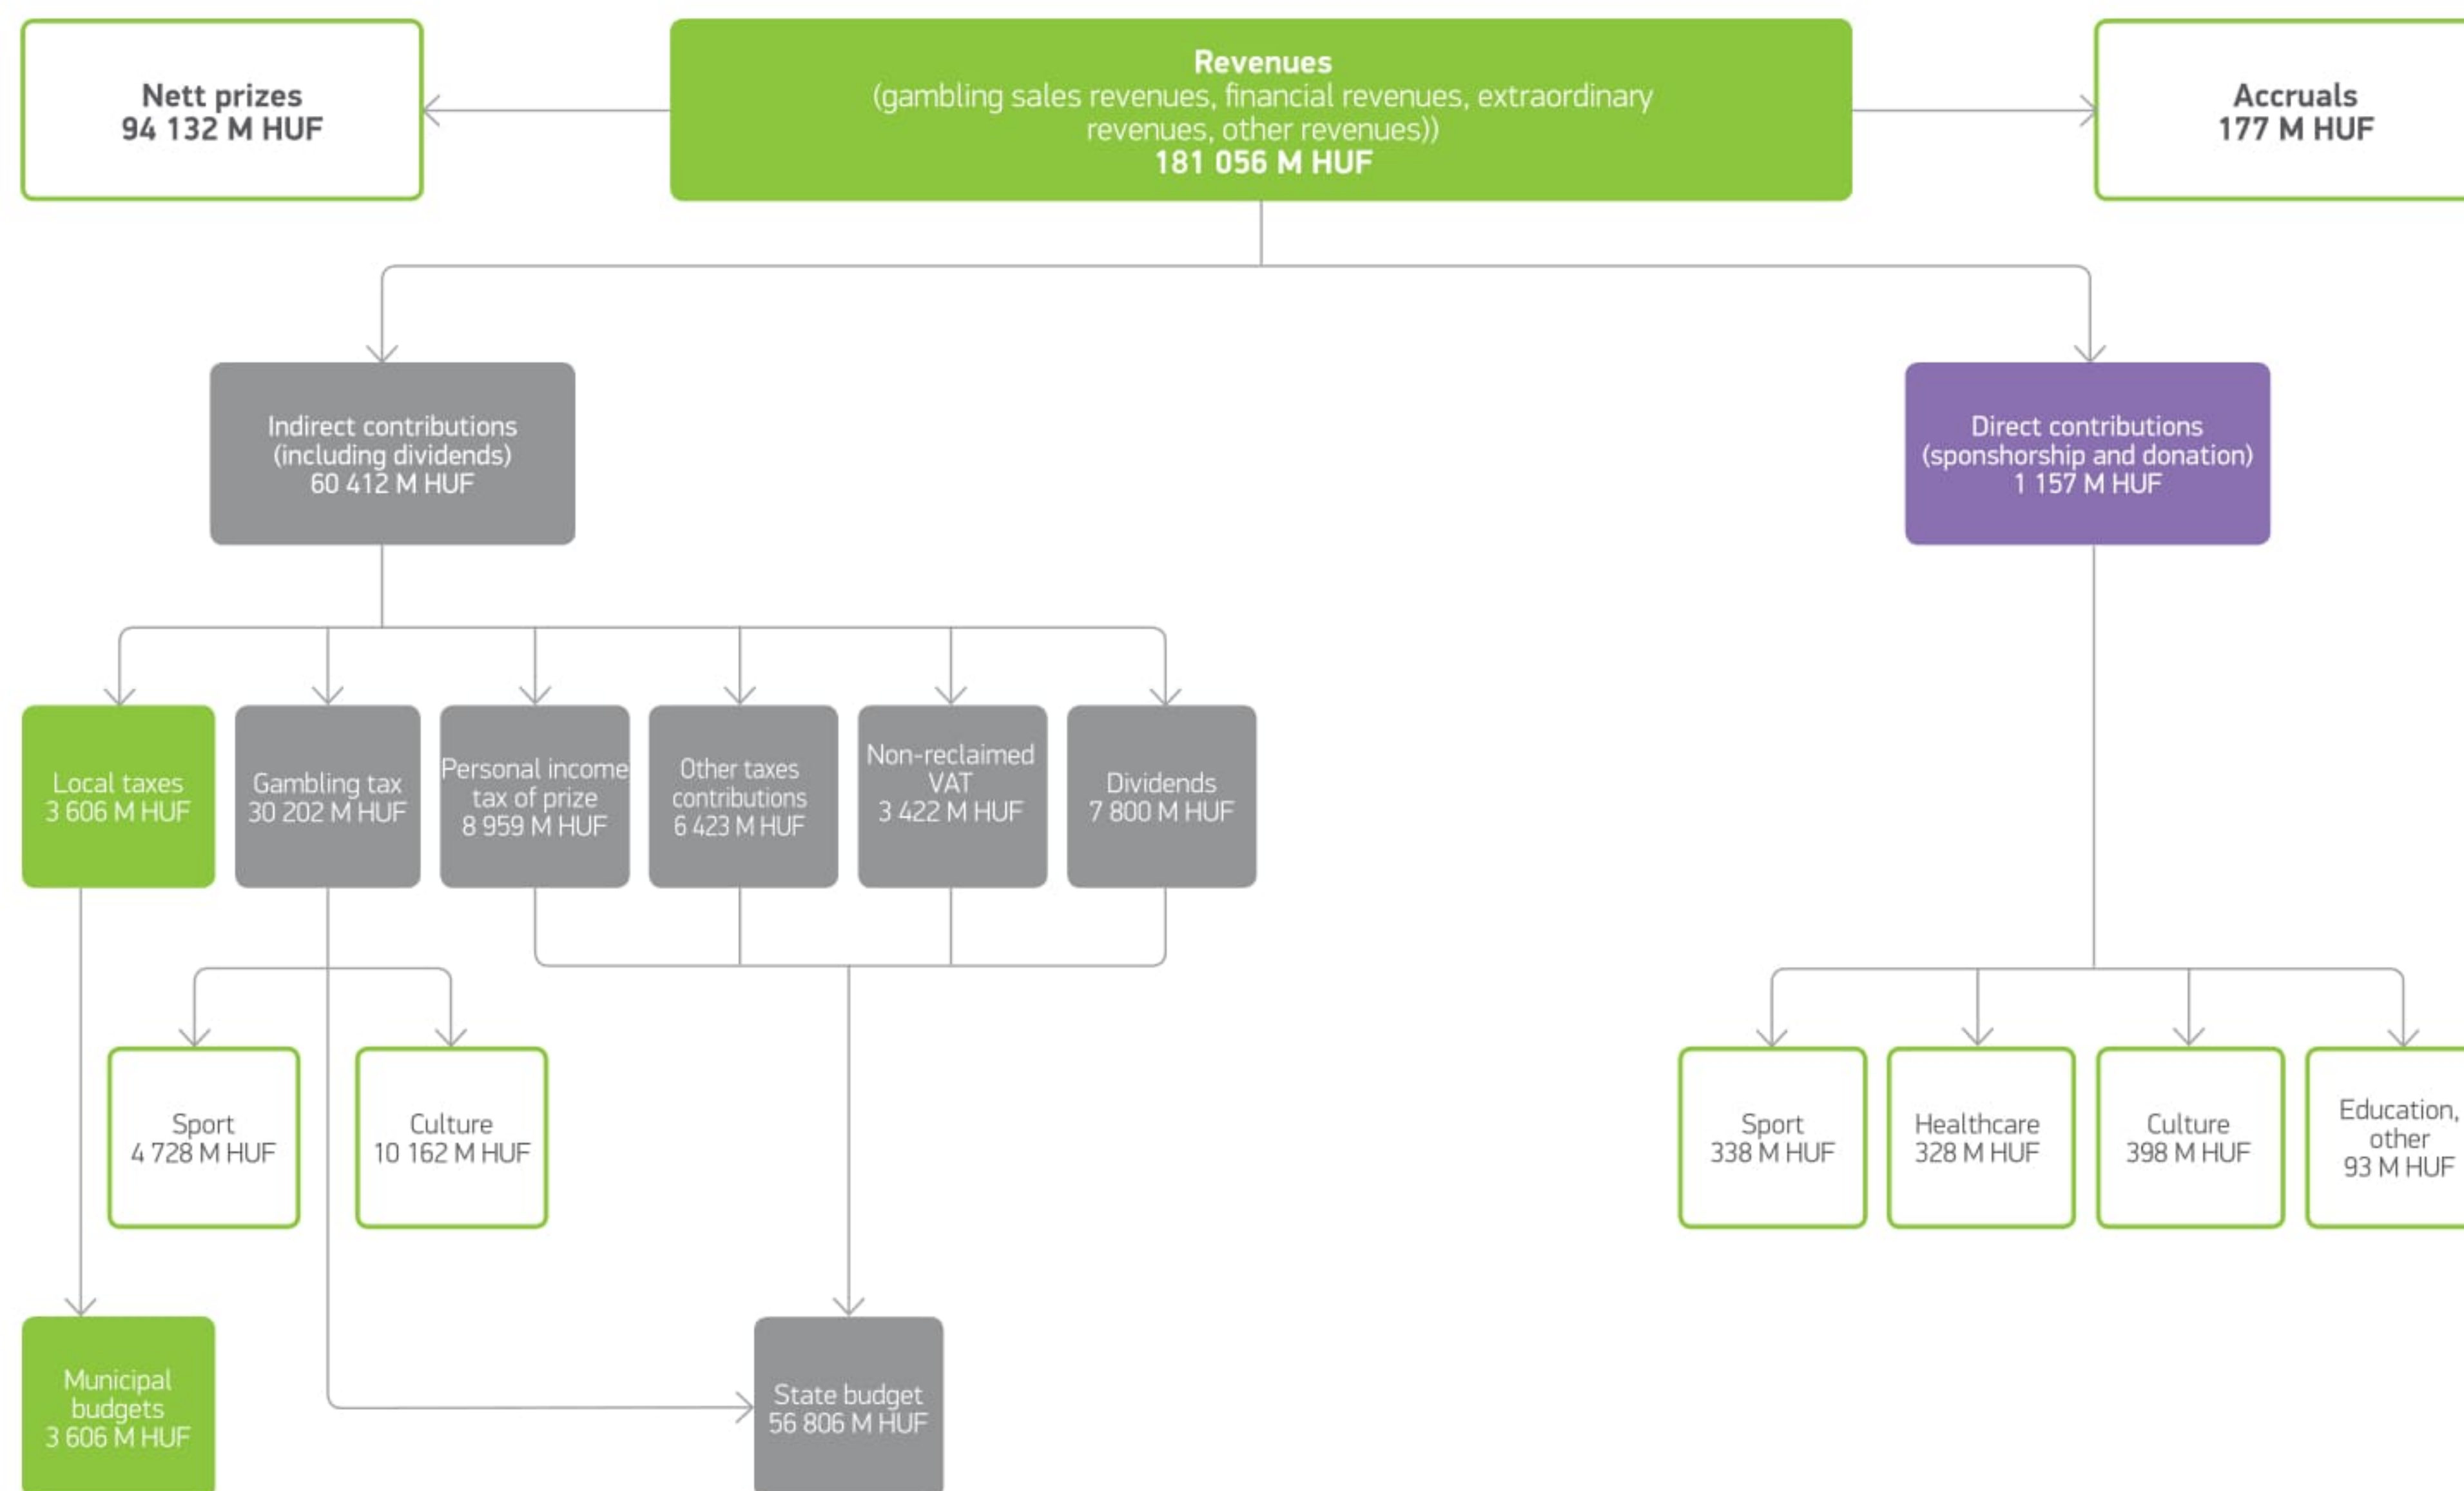 Nett prizes
94 132 M HUF
Revenues
(gambling sales revenues, financial revenues, extraordinary
revenues, other revenues))
181 056 M HUF
Accruals
177 M HUF
Indirect contributions
(including dividends)
60 412 M HUF
Direct contributions
(sponshorship and donation)
1 157 M HUF
Local taxes
3 606 M HUF
Gambling tax
30 202 M HUF
Personal income
tax of prize
8 959 M HUF
Other taxes
contributions
6 423 M HUF
Non-reclaimed
VAT
3 422 M HUF
Dividends
7 800 M HUF
Sport
4 728 M HUF
Culture
10 162 M HUF
Sport
338 M HUF
Healthcare
328 M HUF
Culture
398 M HUF
Education,
other
93 M HUF
Municipal
budgets
3 606 M HUF
State budget
56 806 M HUF